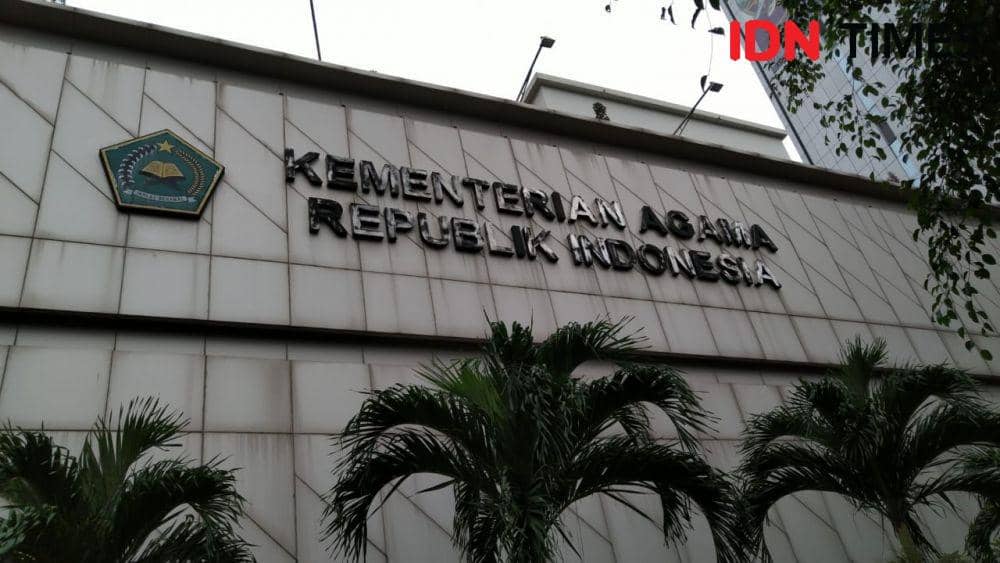 IDN TIMES
KEMENTERIAN AGAMA
REPUBLIK INDONESIA